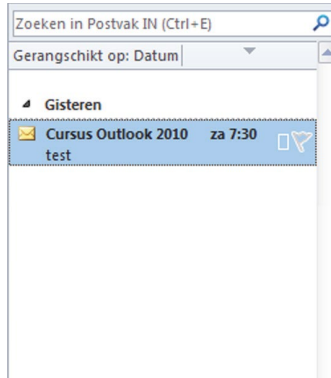 Zoeken in Postvak IN (Ctrl+E)
Gerangschikt op: Datum
Gisteren
Cursus Outlook 2010 za 7:30
test